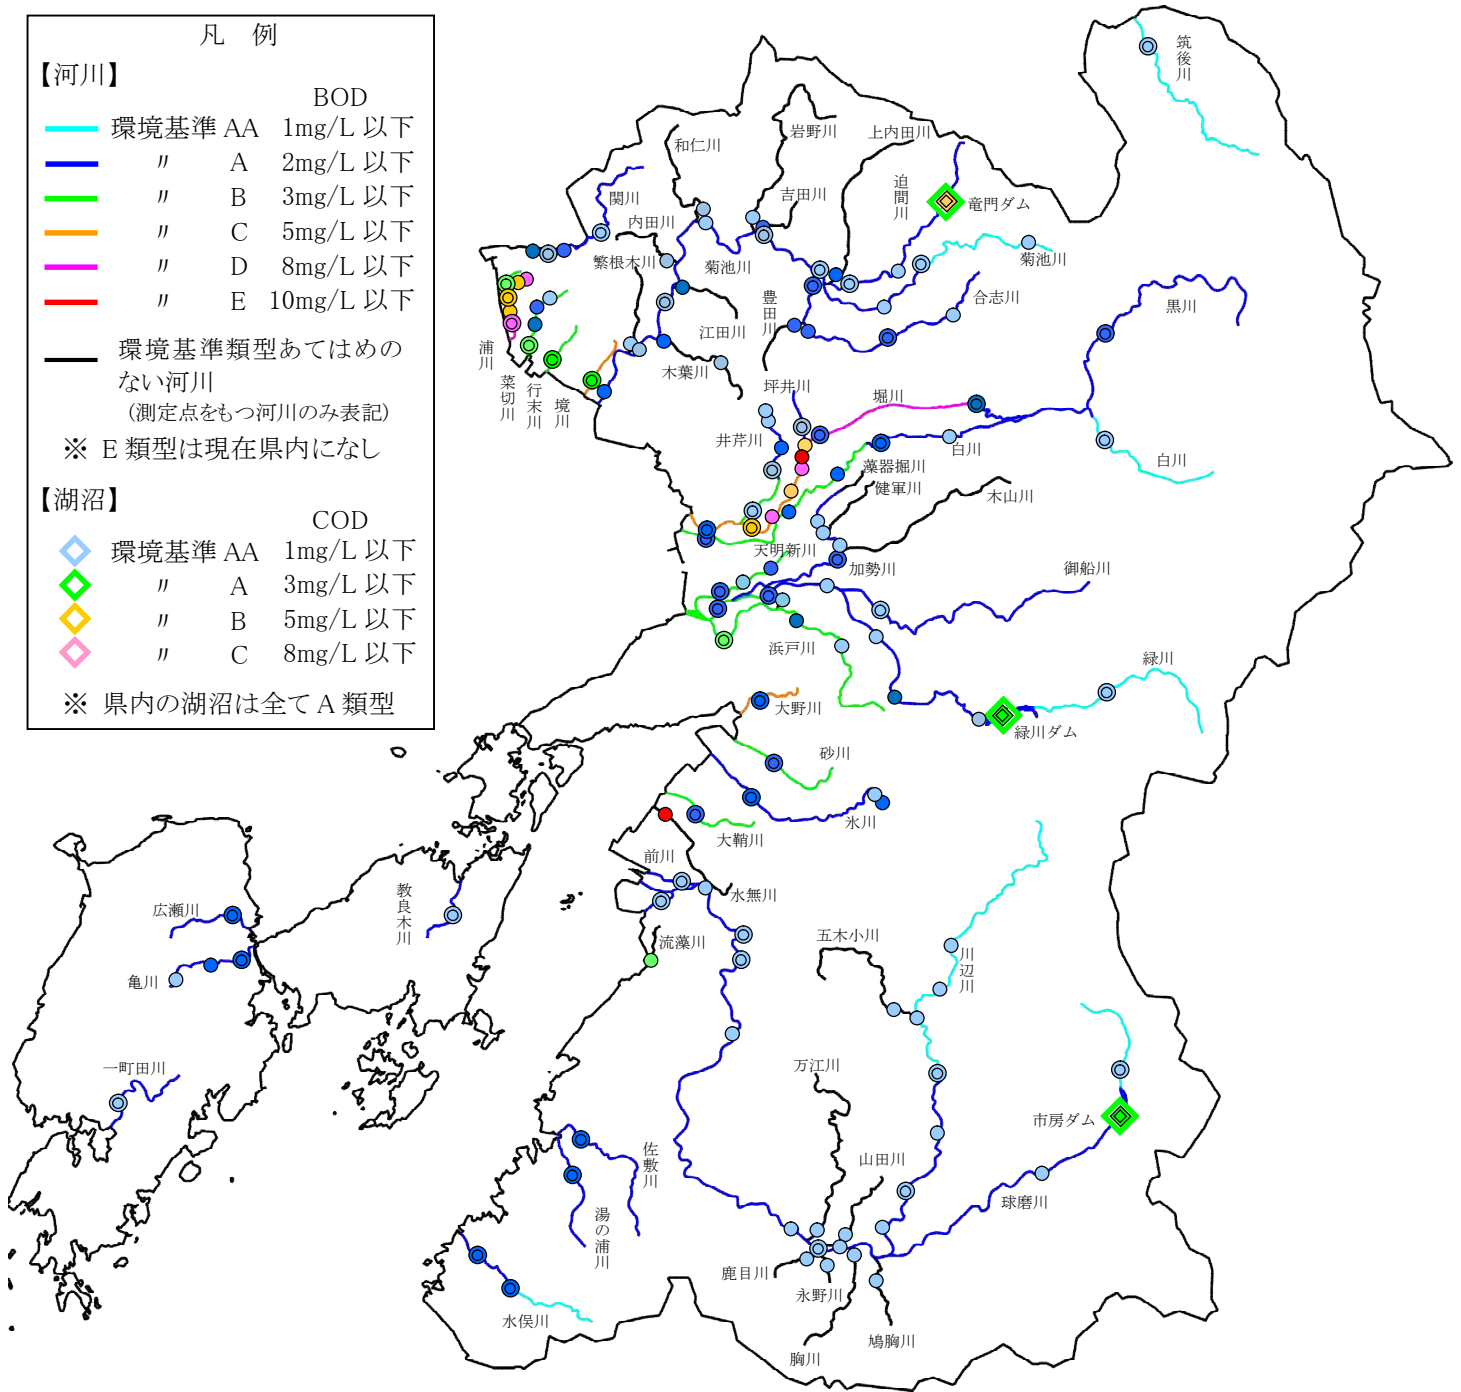 凡 例
【河川】
BOD
環境基準 AA 1mg/L 以下
〃 A 2mg/L 以下
〃 B 3mg/L 以下
〃 C 5mg/L 以下
〃 D 8mg/L 以下
〃 E 10mg/L 以下
環境基準類型あてはめの
ない河川
(測定点をもつ河川のみ表記)
※ E 類型は現在県内になし
【湖沼】
COD
環境基準 AA 1mg/L 以下
〃 A 3mg/L 以下
〃 B 5mg/L 以下
〃 C 8mg/L 以下
※ 県内の湖沼は全て A 類型
筑後川
岩野川
上内田川
和仁川
迫間川
吉田川
関川
竜門ダム
内田川
菊池川
繁根木川
菊池川
合志川
黒川
豊田川
江田川
浦川
木葉川
菜切川
行末川
境川
坪井川
堀川
井芹川
白川
白川
藻器堀川
健軍川
木山川
天明新川
加勢川
御船川
浜戸川
緑川
大野川
緑川ダム
砂川
氷川
大鞘川
前川
水無川
教良木川
広瀬川
流藻川
五木小川
川辺川
亀川
一町田川
万江川
市房ダム
佐敷川
山田川
球磨川
湯の浦川
鹿目川
永野川
水俣川
鳩胸川
胸川